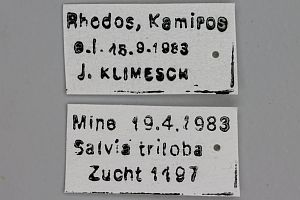 Rhodos, Kamiros
e.l. 15.9.1983
J. KLIMESCH
Mine 19.4.1983
Salvia triloba
Zucht 1197